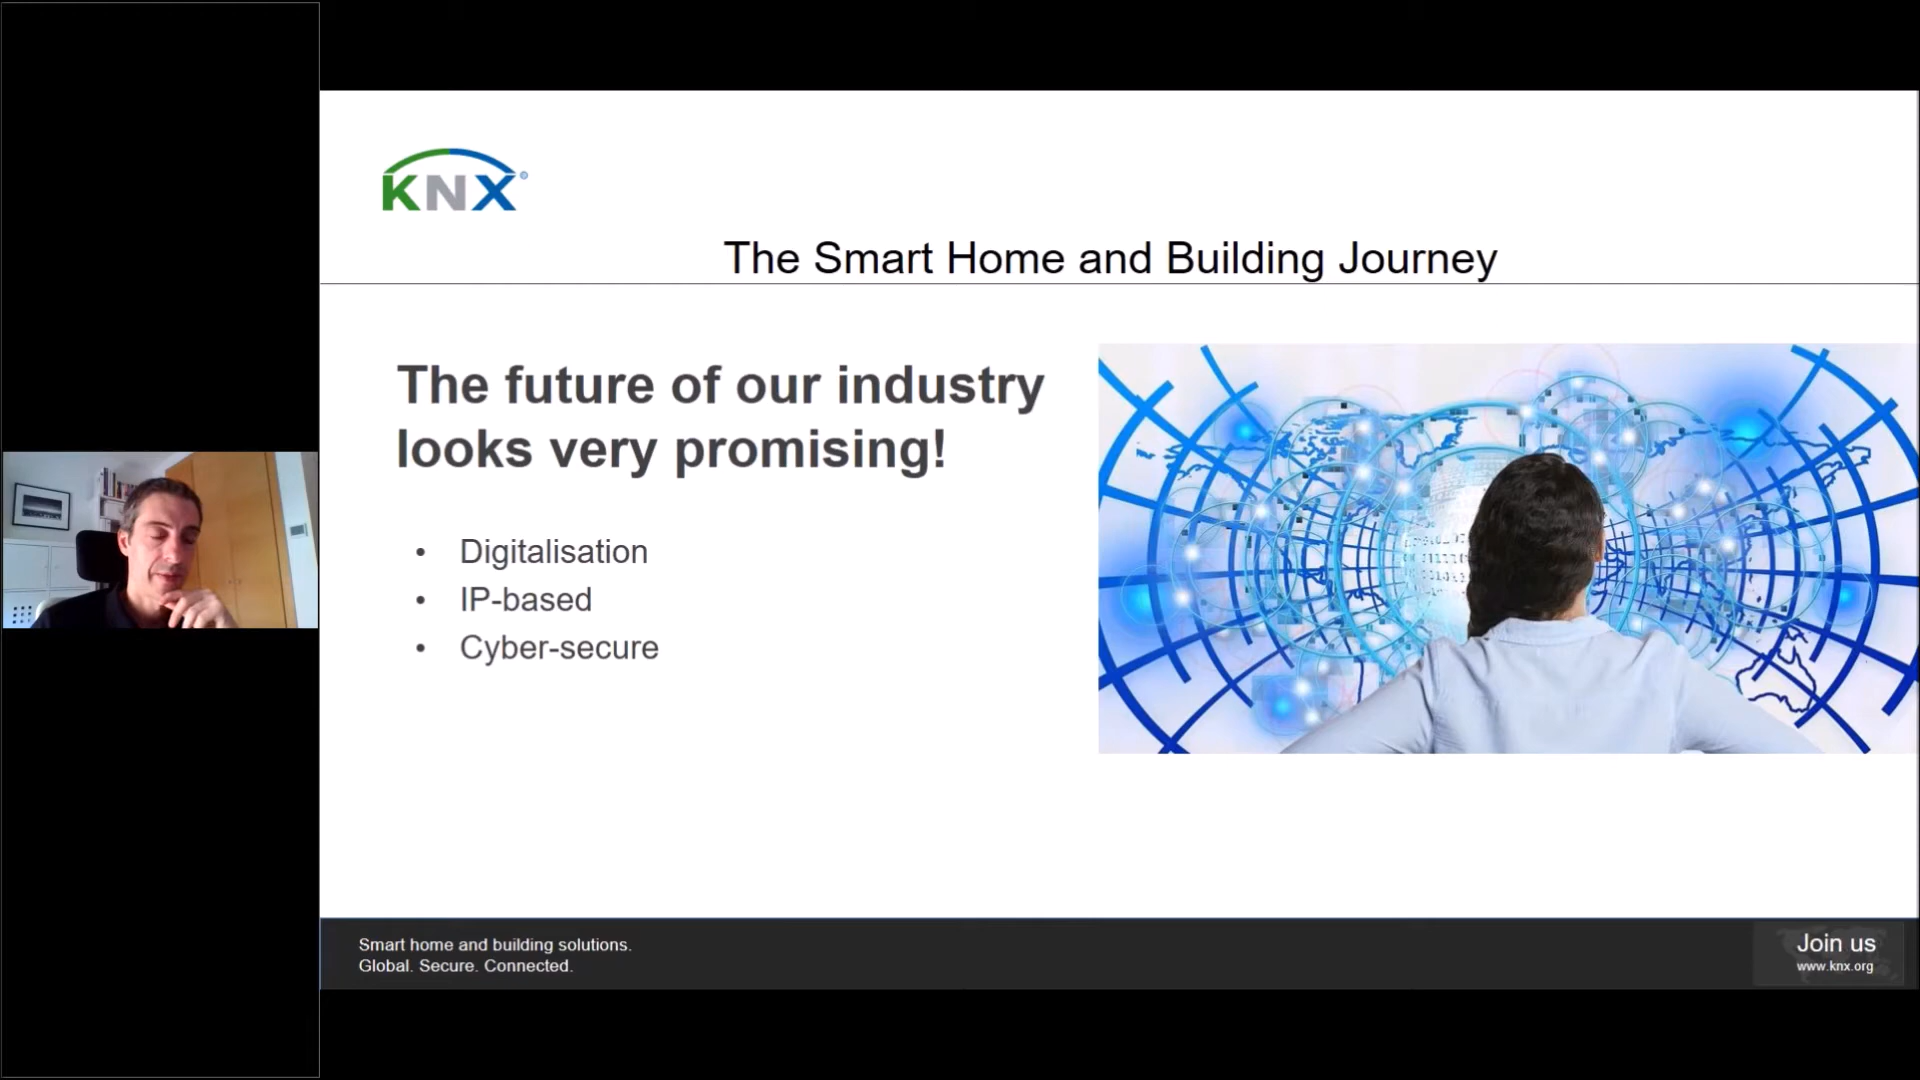 KNX
The Smart Home and Building Journey
The future of our industry
looks very promising!
• Digitalisation
• IP-based
• Cyber-secure
Smart home and building solutions.
Global. Secure. Connected.
Join us
www.knx.org